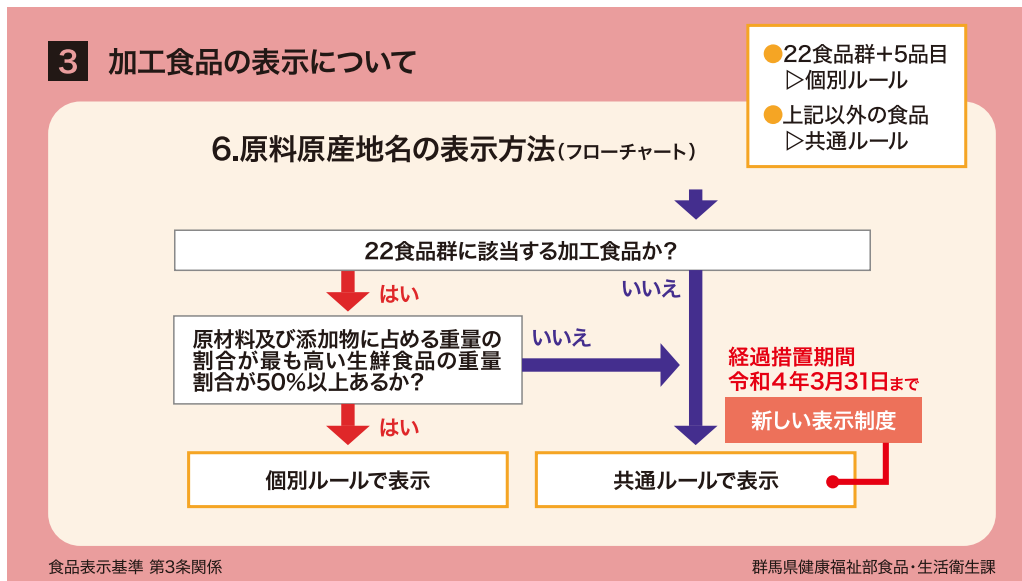 3 加工食品の表示について
●22食品群+5品目
▷個別ルール
●上記以外の食品
▷共通ルール
6.原料原産地名の表示方法(フローチャート)
22食品群に該当する加工食品か?
はい
いいえ
原材料及び添加物に占める重量の
割合が最も高い生鮮食品の重量
割合が50%以上あるか?
いいえ
経過措置期間
令和4年3月31日まで
新しい表示制度
はい
個別ルールで表示
共通ルールで表示
食品表示基準 第3条関係
群馬県健康福祉部食品・生活衛生課